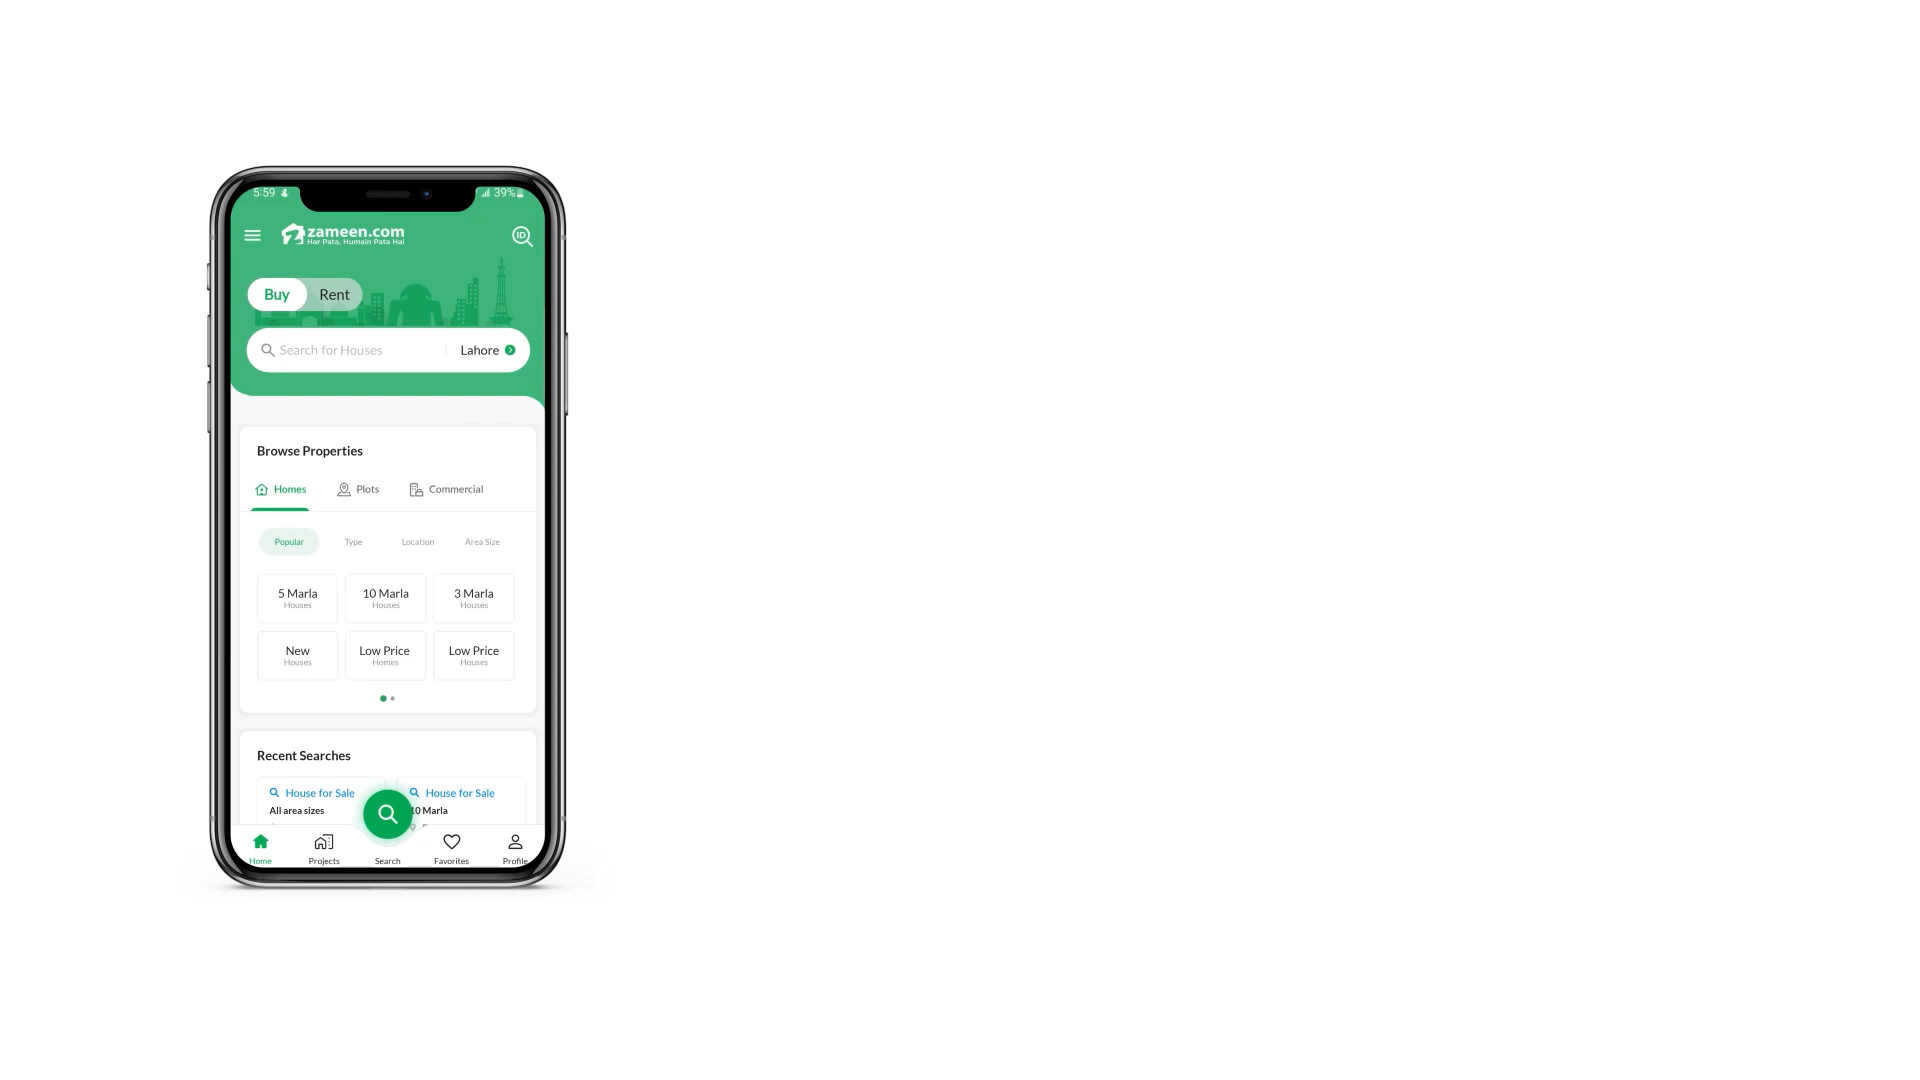 5:59
39%
zameen.com
Har Pata, Humain Pata Hai
ID
Buy Rent
Search for Houses Lahore
Browse Properties
Homes Plots Commercial
Popular Type Location Area Size
5 Marla 10 Marla 3 Marla
Houses Houses Houses
New Low Price Low Price
Houses Homes Houses
Recent Searches
House for Sale House for Sale
All area sizes 10 Marla
Home Projects Search Favorites Profile